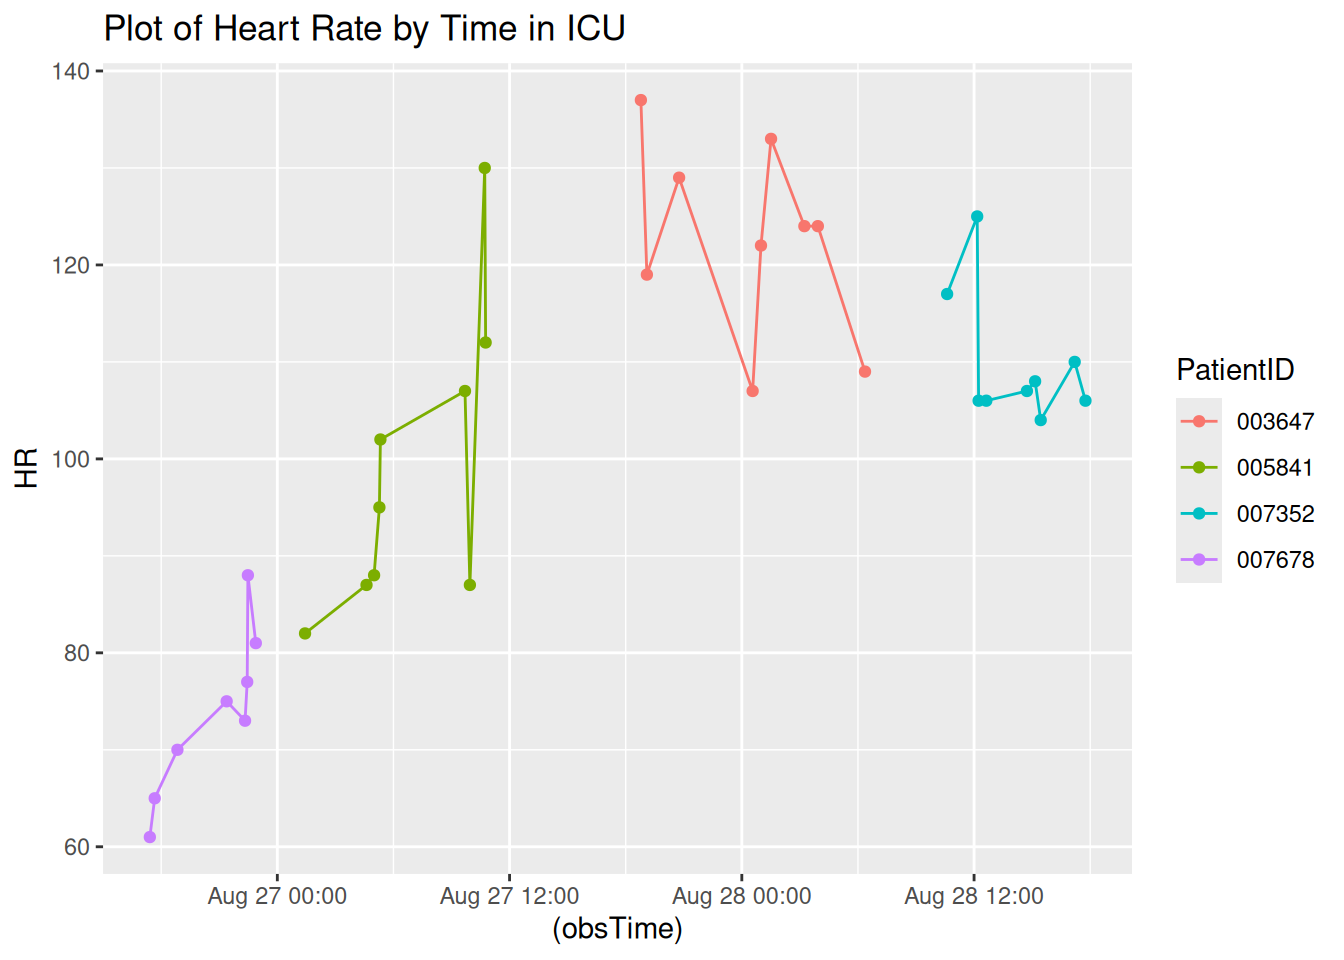 Plot of Heart Rate by Time in ICU
140
120
100
80
60
HR
Aug 27 00:00 Aug 27 12:00 Aug 28 00:00 Aug 28 12:00
(obsTime)
PatientID
003647
005841
007352
007678